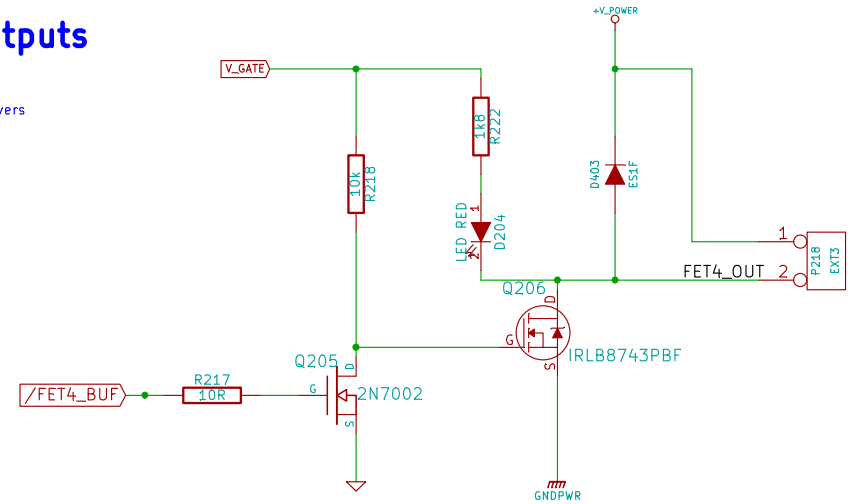 +V_POWER
tputs
V_GATE
vers
1k8
R222
10k
R218
D403
ES1F
LED RED
1
2
D204
1
2
P218
EXT3
FET4_OUT
Q206
D
G
S
IRLB8743PBF
Q205
D
G
S
2N7002
R217
10R
/FET4_BUF
GNDPWR